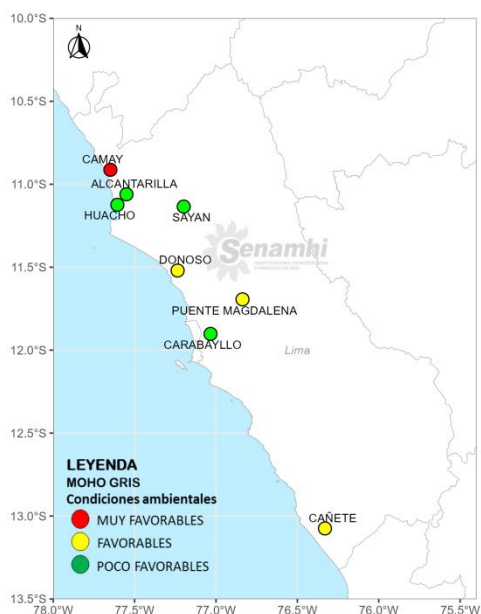 10.0°S
N
10.5°S
CAMAY
11.0°S
ALCANTARILLA
HUACHO
SAYAN
Senamhi
11.5°S
DONOSO
PUENTE MAGDALENA
12.0°S
CARABAYLLO
Lima
12.5°S
LEYENDA
MOHO GRIS
Condiciones ambientales
MUY FAVORABLES
FAVORABLES
POCO FAVORABLES
CAÑETE
13.0°S
13.5°S
78.0°W 77.5°W 77.0°W 76.5°W 76.0°W 75.5°W